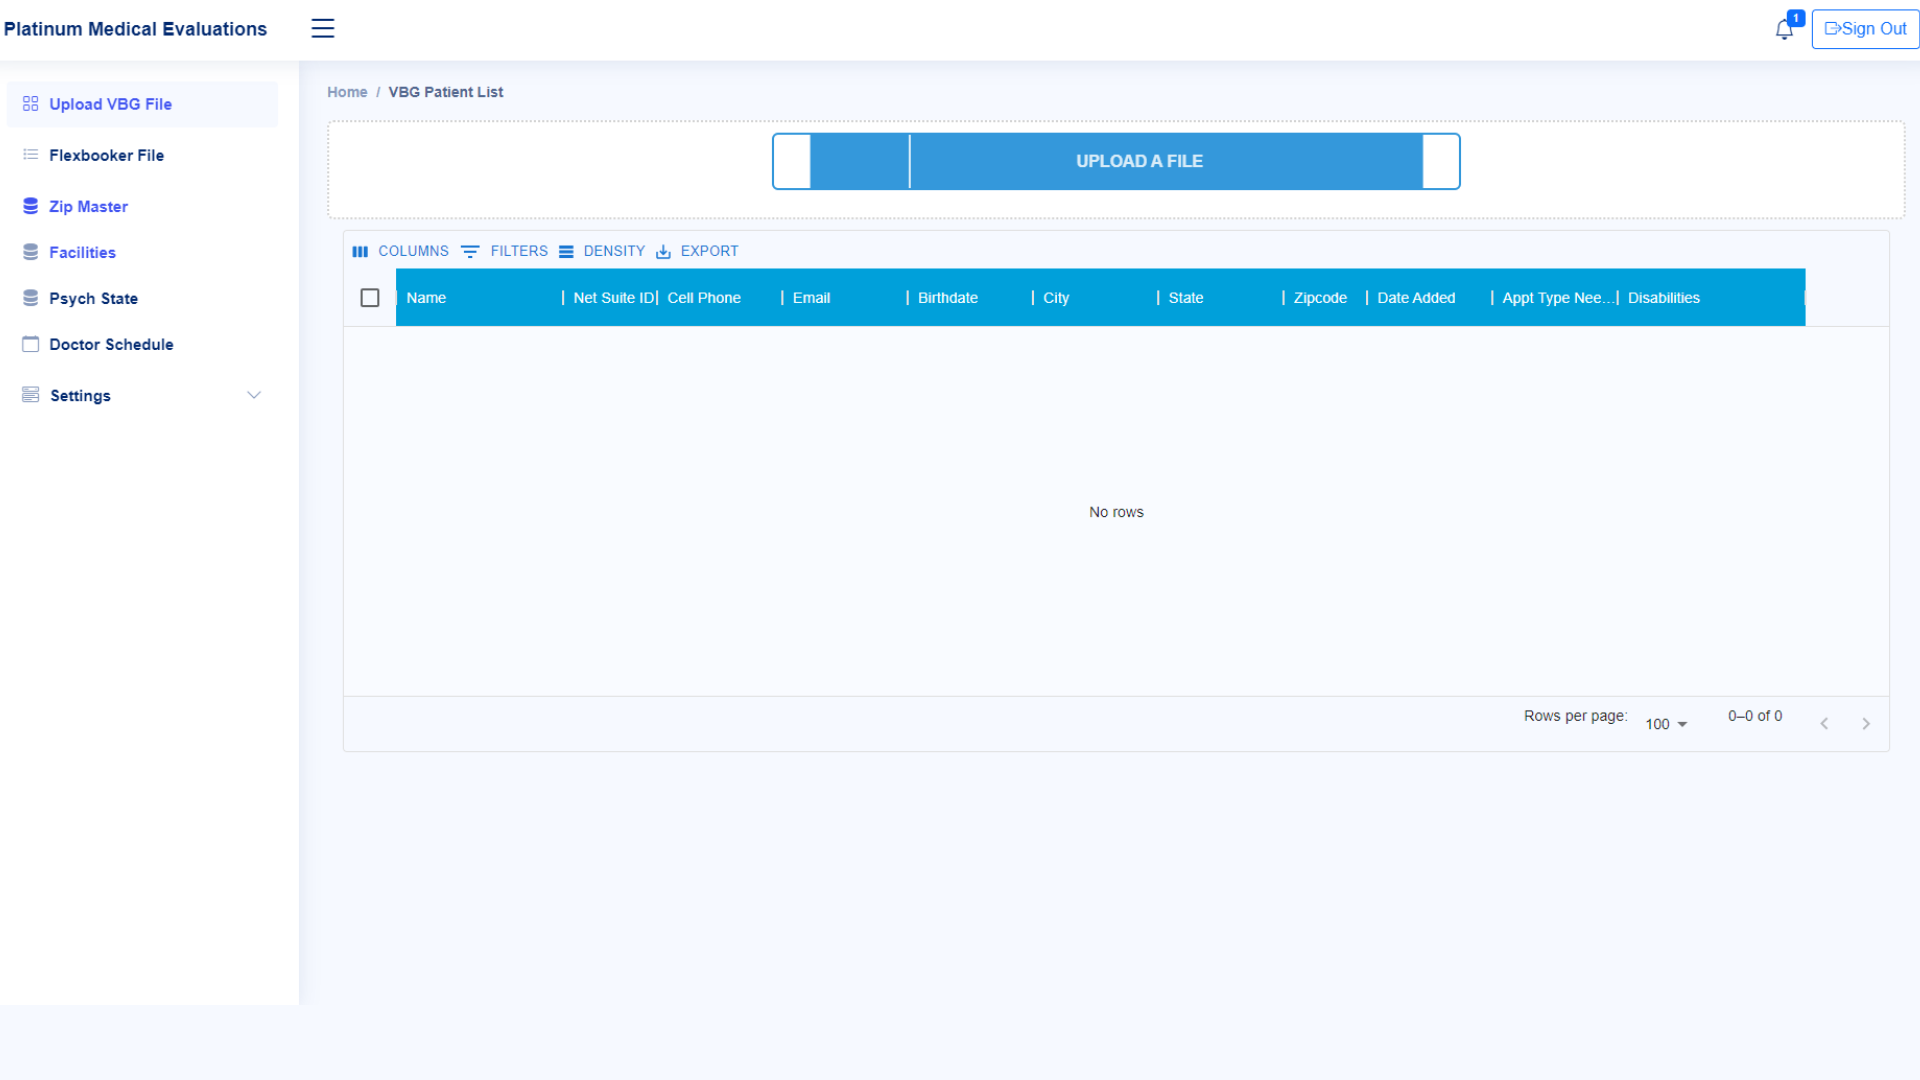 Platinum Medical Evaluations
1
Sign Out
Upload VBG File
Flexbooker File
Zip Master
Facilities
Psych State
Doctor Schedule
Settings
Home / VBG Patient List
UPLOAD A FILE
COLUMNS FILTERS DENSITY EXPORT
Name Net Suite ID Cell Phone Email Birthdate City State Zipcode Date Added Appt Type Nee... Disabilities
No rows
Rows per page: 100 0–0 of 0